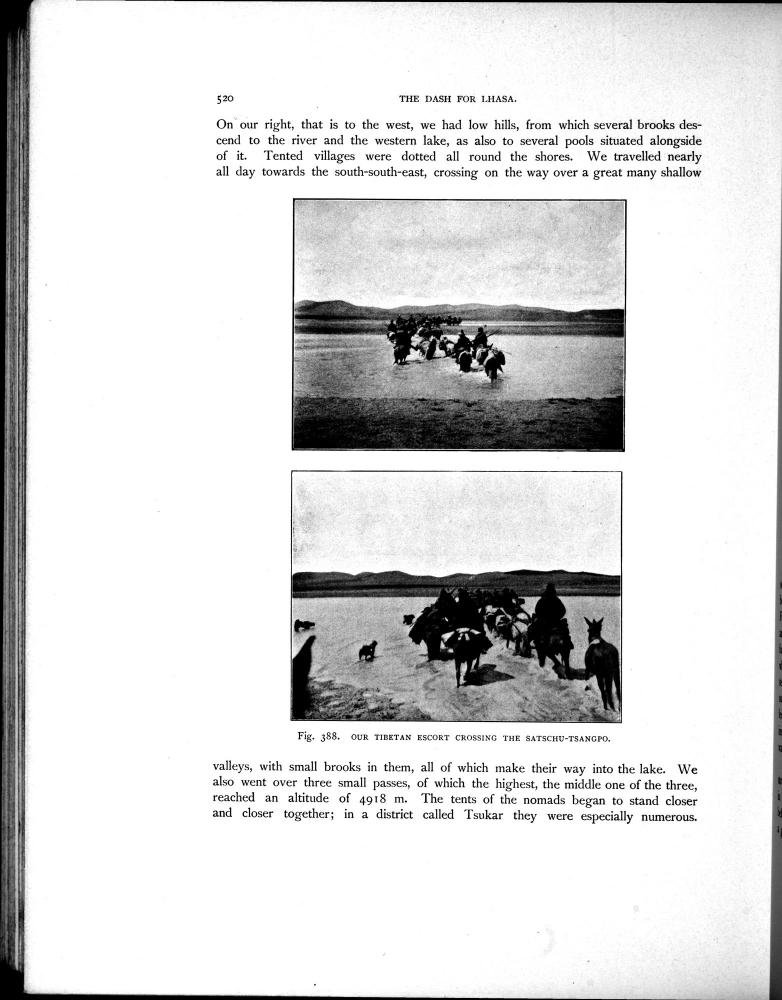 520
THE DASH FOR LHASA.
On our right, that is to the west, we had low hills, from which several brooks des-
cend to the river and the western lake, as also to several pools situated alongside
of it. Tented villages were dotted all round the shores. We travelled nearly
all day towards the south-south-east, crossing on the way over a great many shallow
Fig. 388. OUR TIBETAN ESCORT CROSSING THE SATSCHU-TSANGPO.
valleys, with small brooks in them, all of which make their way into the lake. We
also went over three small passes, of which the highest, the middle one of the three,
reached an altitude of 4918 m. The tents of the nomads began to stand closer
and closer together; in a district called Tsukar they were especially numerous.